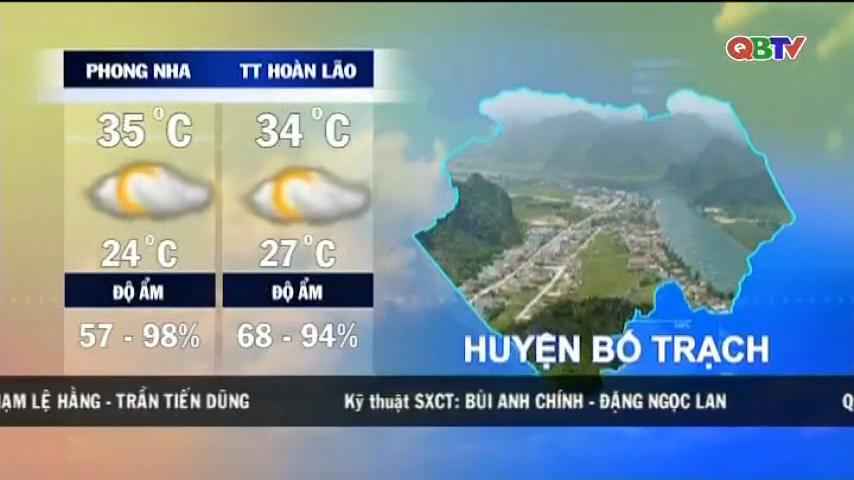 QBTV
PHONG NHA
TT HOÀN LÃO
35°C
34°C
24°C
27°C
ĐỘ ẨM
ĐỘ ẨM
57 - 98%
68 - 94%
HUYỆN BỐ TRẠCH
ẠM LỆ HẰNG - TRẦN TIẾN DŨNG
Kỹ thuật SXCT: BÙI ANH CHÍNH - ĐẶNG NGỌC LAN
Q